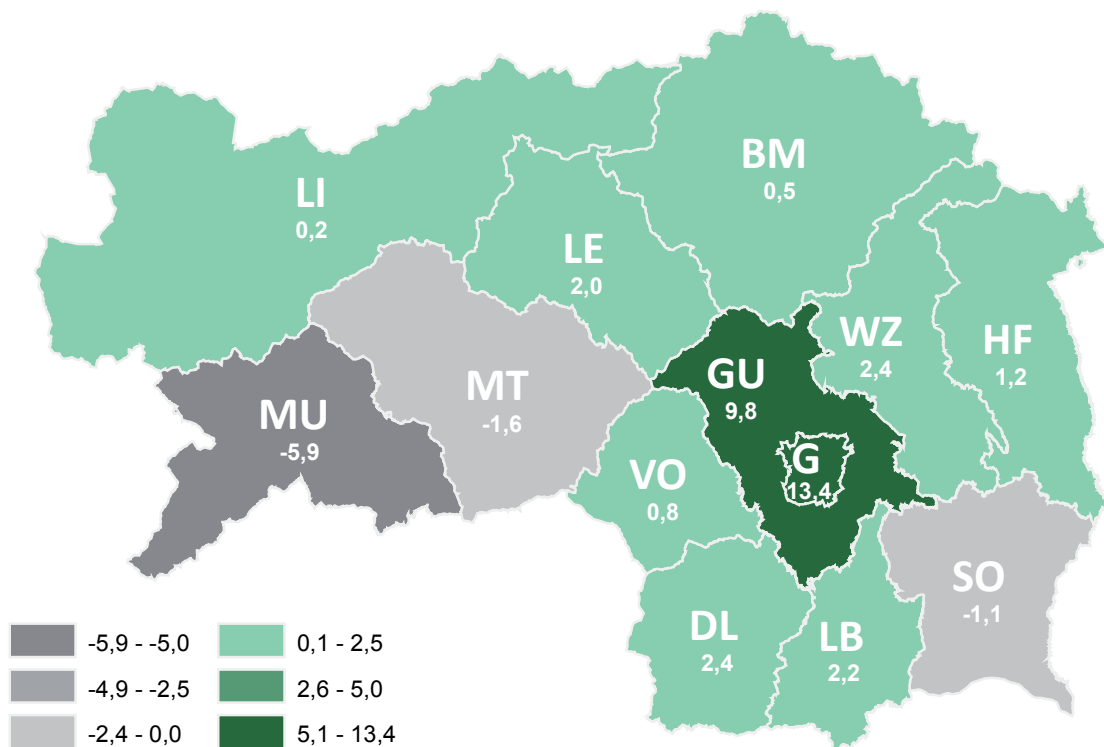 BM
0,5
LI
0,2
LE
2,0
WZ
2,4
HF
1,2
GU
9,8
MT
-1,6
MU
-5,9
G
13,4
VO
0,8
SO
-1,1
DL
2,4
LB
2,2
-5,9 - -5,0
-4,9 - -2,5
-2,4 - 0,0
0,1 - 2,5
2,6 - 5,0
5,1 - 13,4